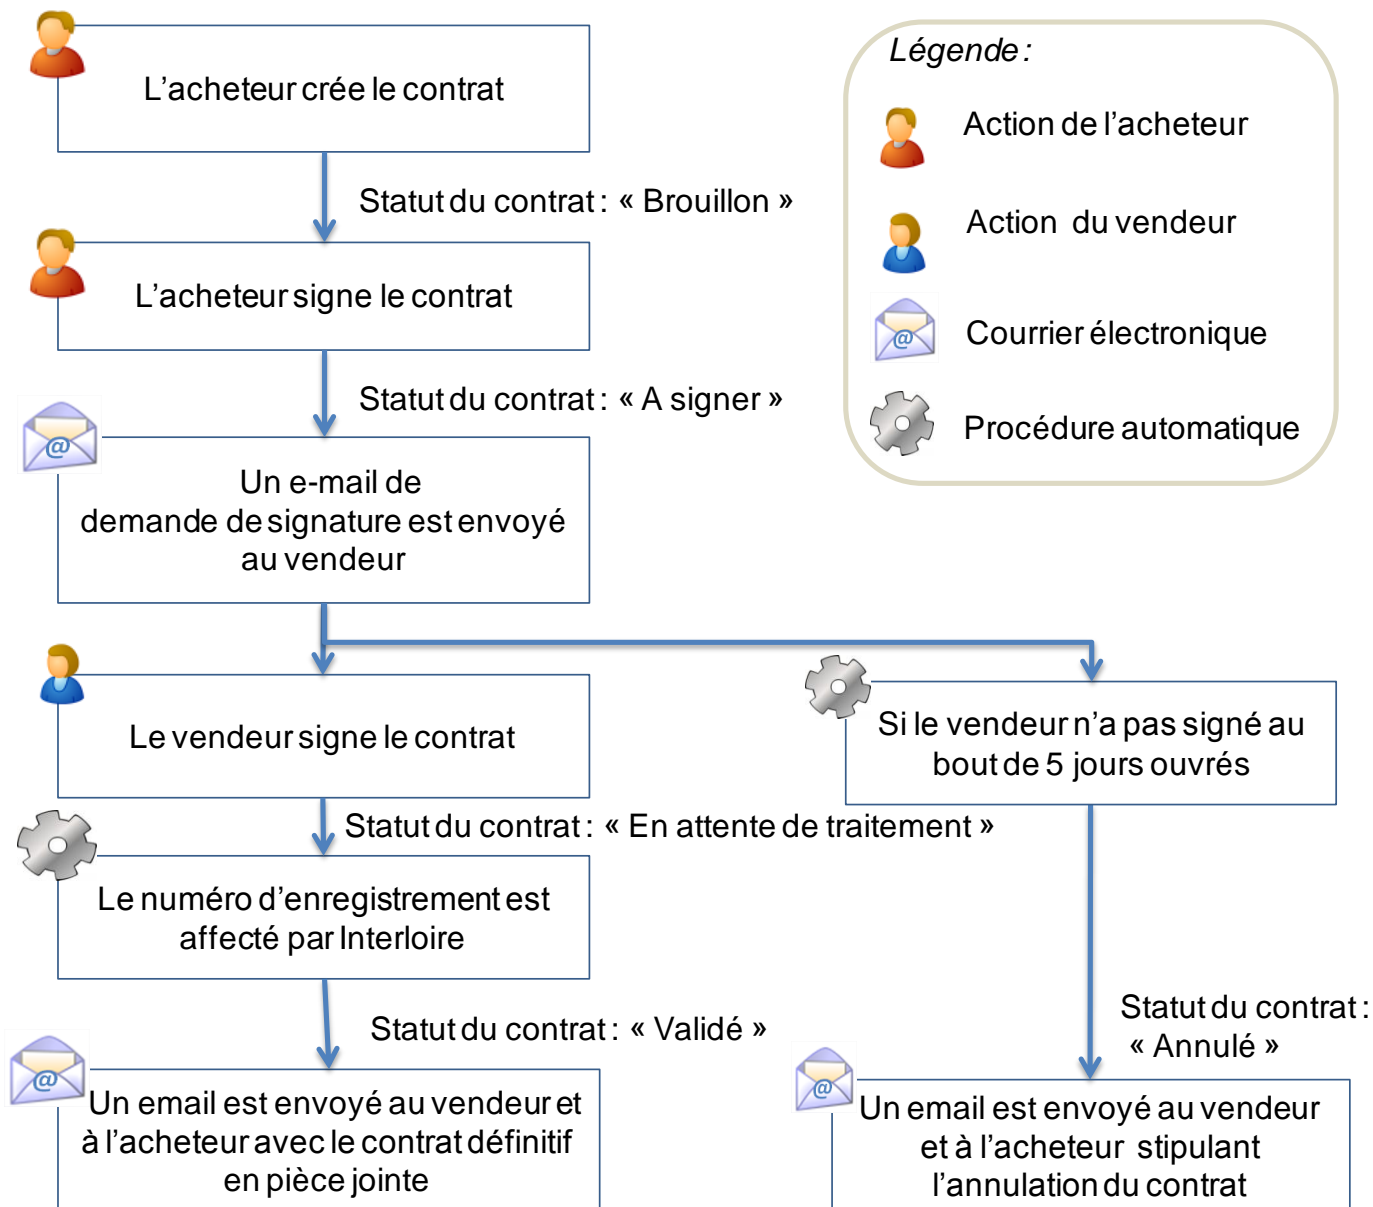 L’acheteur crée le contrat
Statut du contrat : « Brouillon »
L’acheteur signe le contrat
Statut du contrat : « A signer »
Un e-mail de
demande de signature est envoyé
au vendeur
Légende :
Action de l’acheteur
Action du vendeur
Courrier électronique
Procédure automatique
Le vendeur signe le contrat
Statut du contrat : « En attente de traitement »
Le numéro d’enregistrement est
affecté par Interloire
Statut du contrat : « Validé »
Un email est envoyé au vendeur et
à l’acheteur avec le contrat définitif
en pièce jointe
Si le vendeur n’a pas signé au
bout de 5 jours ouvrés
Statut du contrat :
« Annulé »
Un email est envoyé au vendeur
et à l’acheteur stipulant
l’annulation du contrat